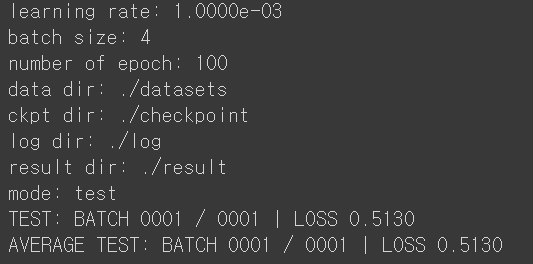 learning rate: 1.0000e-03
batch size: 4
number of epoch: 100
data dir: ./datasets
ckpt dir: ./checkpoint
log dir: ./log
result dir: ./result
mode: test
TEST: BATCH 0001 / 0001 | LOSS 0.5130
AVERAGE TEST: BATCH 0001 / 0001 | LOSS 0.5130